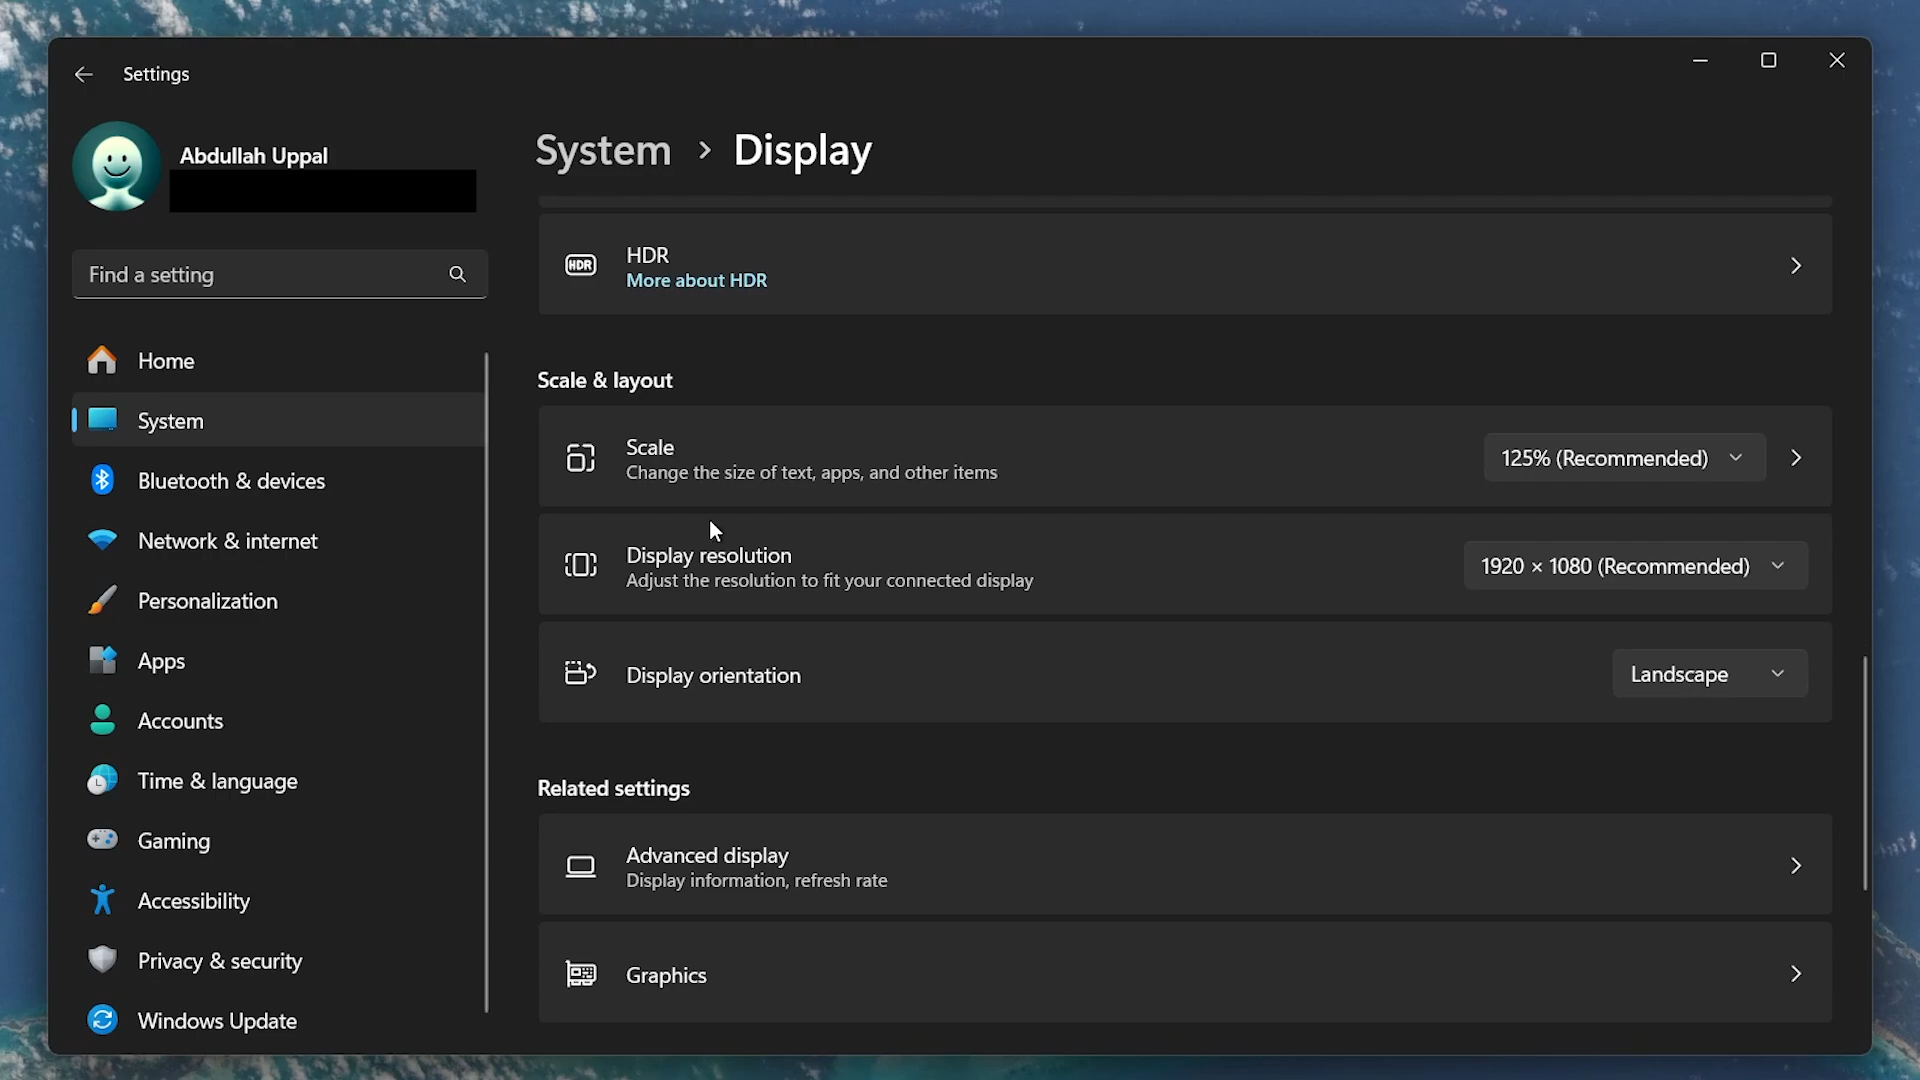 Settings
Abdullah Uppal
Find a setting
Home
System
Bluetooth & devices
Network & internet
Personalization
Apps
Accounts
Time & language
Gaming
Accessibility
Privacy & security
Windows Update
System > Display
HDR
HDR
More about HDR
Scale & layout
Scale
Change the size of text, apps, and other items
125% (Recommended)
Display resolution
Adjust the resolution to fit your connected display
1920 × 1080 (Recommended)
Display orientation
Landscape
Related settings
Advanced display
Display information, refresh rate
Graphics